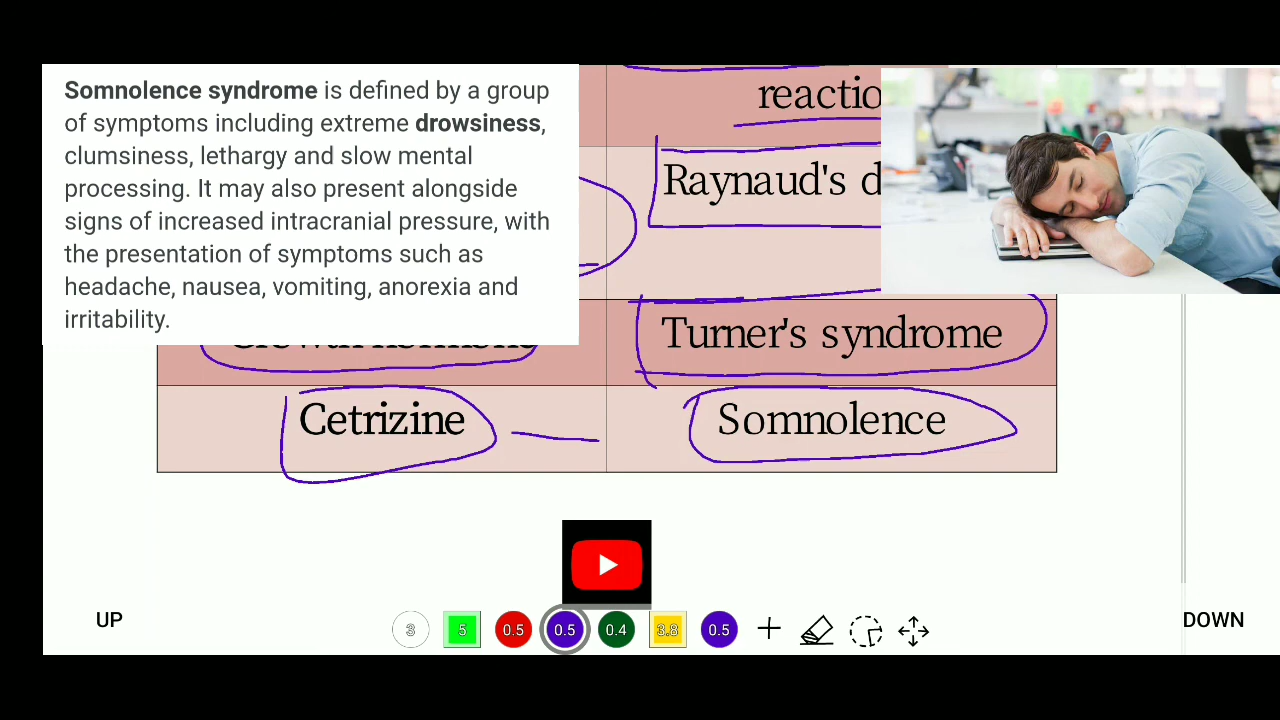 Somnolence syndrome is defined by a group
of symptoms including extreme drowsiness,
clumsiness, lethargy and slow mental
processing. It may also present alongside
signs of increased intracranial pressure, with
the presentation of symptoms such as
headache, nausea, vomiting, anorexia and
irritability.
reactio
Raynaud's d
Growth hormone
Turner's syndrome
Cetrizine
Somnolence
UP
3
5
0.5
0.5
0.4
3.8
0.5
DOWN